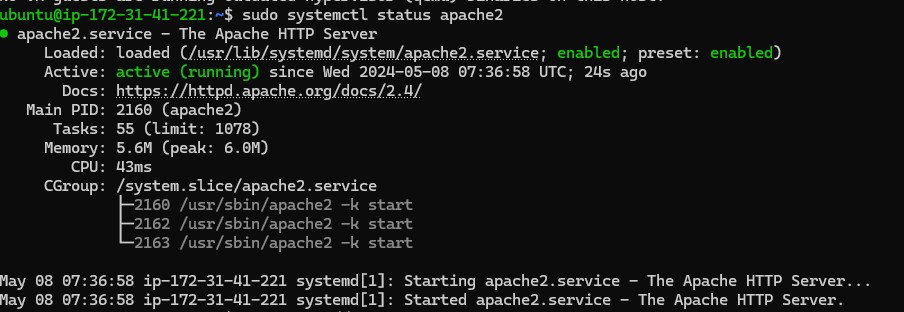 ubuntu@ip-172-31-41-221:~$ sudo systemctl status apache2
● apache2.service - The Apache HTTP Server
Loaded: loaded (/usr/lib/systemd/system/apache2.service; enabled; preset: enabled)
Active: active (running) since Wed 2024-05-08 07:36:58 UTC; 24s ago
Docs: https://httpd.apache.org/docs/2.4/
Main PID: 2160 (apache2)
Tasks: 55 (limit: 1078)
Memory: 5.6M (peak: 6.0M)
CPU: 43ms
CGroup: /system.slice/apache2.service
├─2160 /usr/sbin/apache2 -k start
├─2162 /usr/sbin/apache2 -k start
└─2163 /usr/sbin/apache2 -k start
May 08 07:36:58 ip-172-31-41-221 systemd[1]: Starting apache2.service - The Apache HTTP Server...
May 08 07:36:58 ip-172-31-41-221 systemd[1]: Started apache2.service - The Apache HTTP Server.